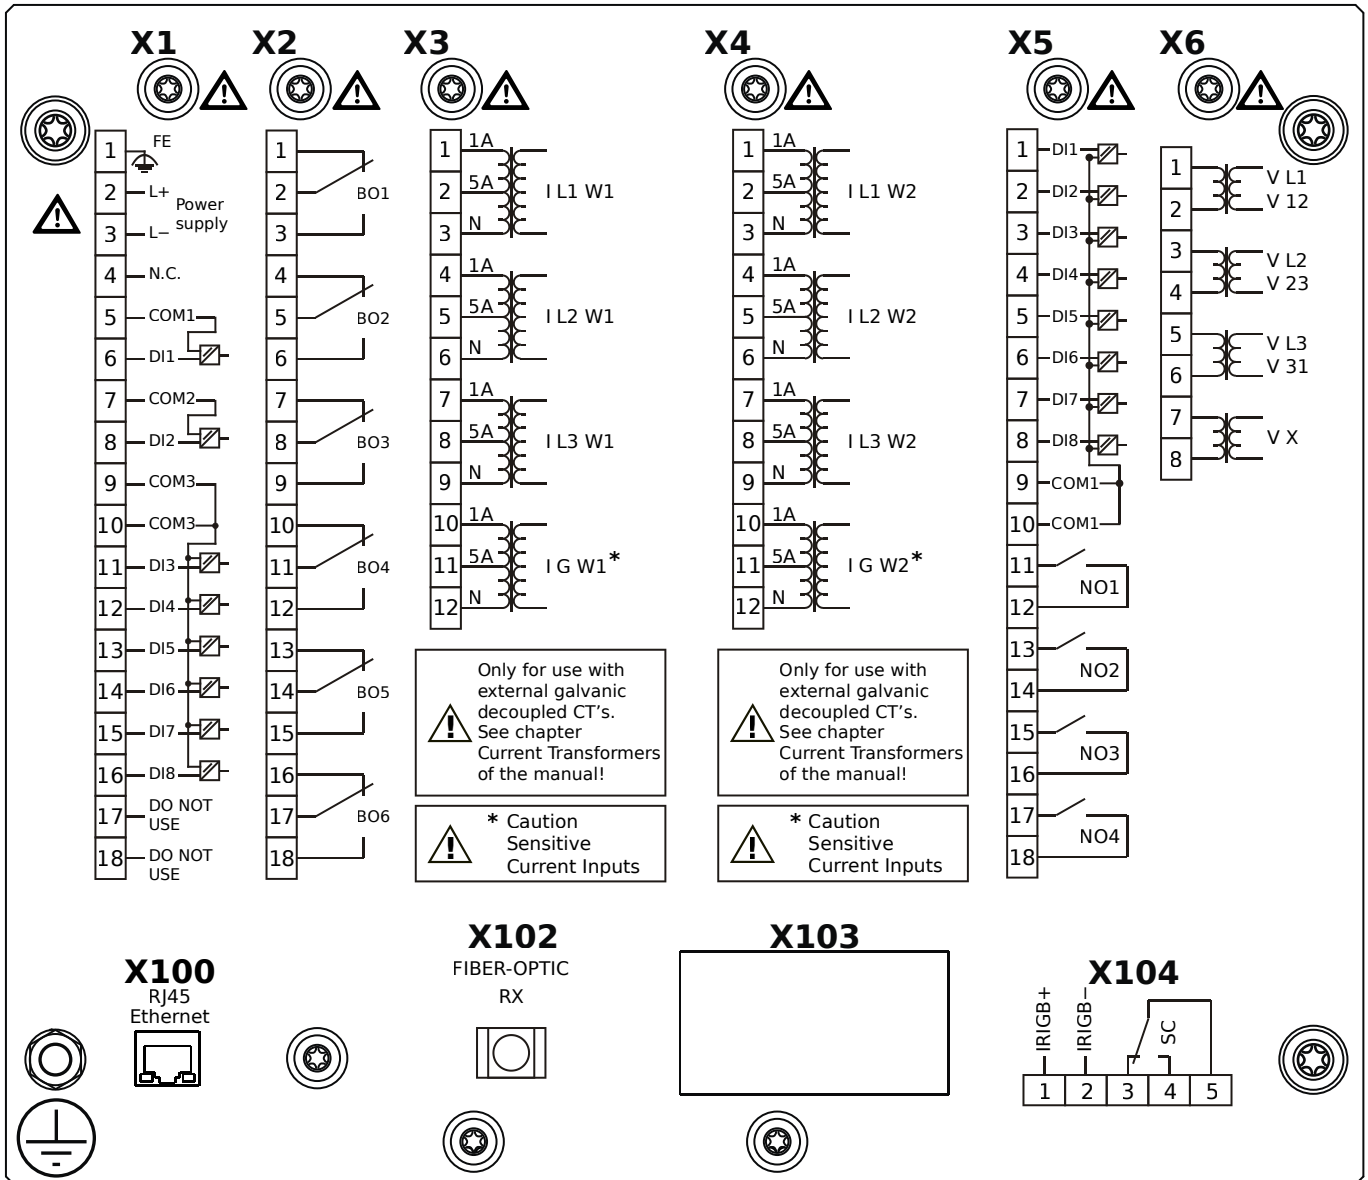 X1 X2 X3 X4 X5 X6
1 FE
2 L+
Power
supply
3 L−
4 N.C.
5 COM1
6 DI1
7 COM2
8 DI2
9 COM3
10 COM3
11 DI3
12 DI4
13 DI5
14 DI6
15 DI7
16 DI8
17 DO NOT
USE
18 DO NOT
USE
1
2 BO1
3
4
5 BO2
6
7
8 BO3
9
10
11 BO4
12
13
14 BO5
15
16
17 BO6
18
1 1A
2 5A I L1 W1
3 N
4 1A
5 5A I L2 W1
6 N
7 1A
8 5A I L3 W1
9 N
10 1A
11 5A I G W1*
12 N
Only for use with
external galvanic
decoupled CT's.
See chapter
Current Transformers
of the manual!
* Caution
Sensitive
Current Inputs
1 1A
2 5A I L1 W2
3 N
4 1A
5 5A I L2 W2
6 N
7 1A
8 5A I L3 W2
9 N
10 1A
11 5A I G W2*
12 N
Only for use with
external galvanic
decoupled CT's.
See chapter
Current Transformers
of the manual!
* Caution
Sensitive
Current Inputs
1 DI1
2 DI2
3 DI3
4 DI4
5 DI5
6 DI6
7 DI7
8 DI8
9 COM1
10 COM1
11
NO1
12
13
NO2
14
15
NO3
16
17
NO4
18
1
V L1
2 V 12
3
V L2
4 V 23
5
V L3
6 V 31
7
V X
8
X100
RJ45
Ethernet
X102
FIBER-OPTIC
RX
X103
X104
IRIGB+ IRIGB− SC
1 2 3 4 5